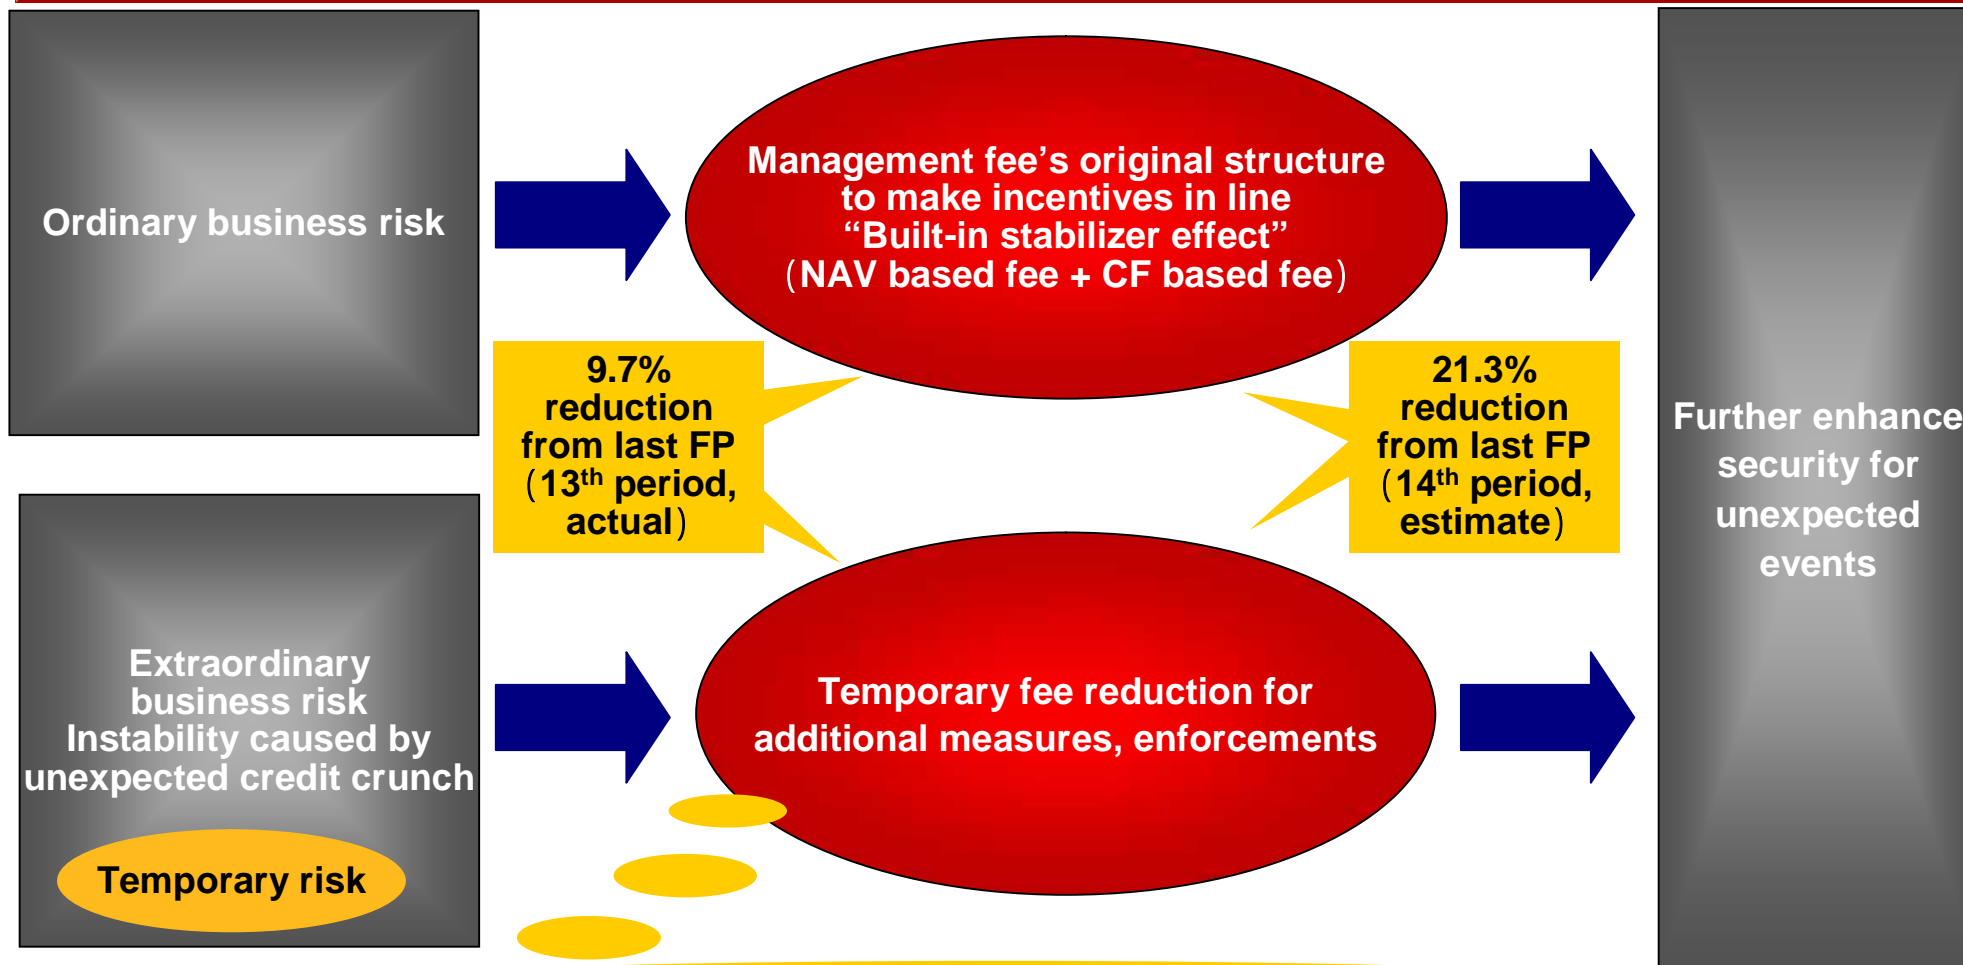 Ordinary business risk
Management fee’s original structure
to make incentives in line
“Built-in stabilizer effect”
(NAV based fee + CF based fee)
9.7%
reduction
from last FP
(13th period,
actual)
21.3%
reduction
from last FP
(14th period,
estimate)
Further enhance
security for
unexpected
events
Extraordinary
business risk
Instability caused by
unexpected credit crunch
Temporary risk
Temporary fee reduction for
additional measures, enforcements